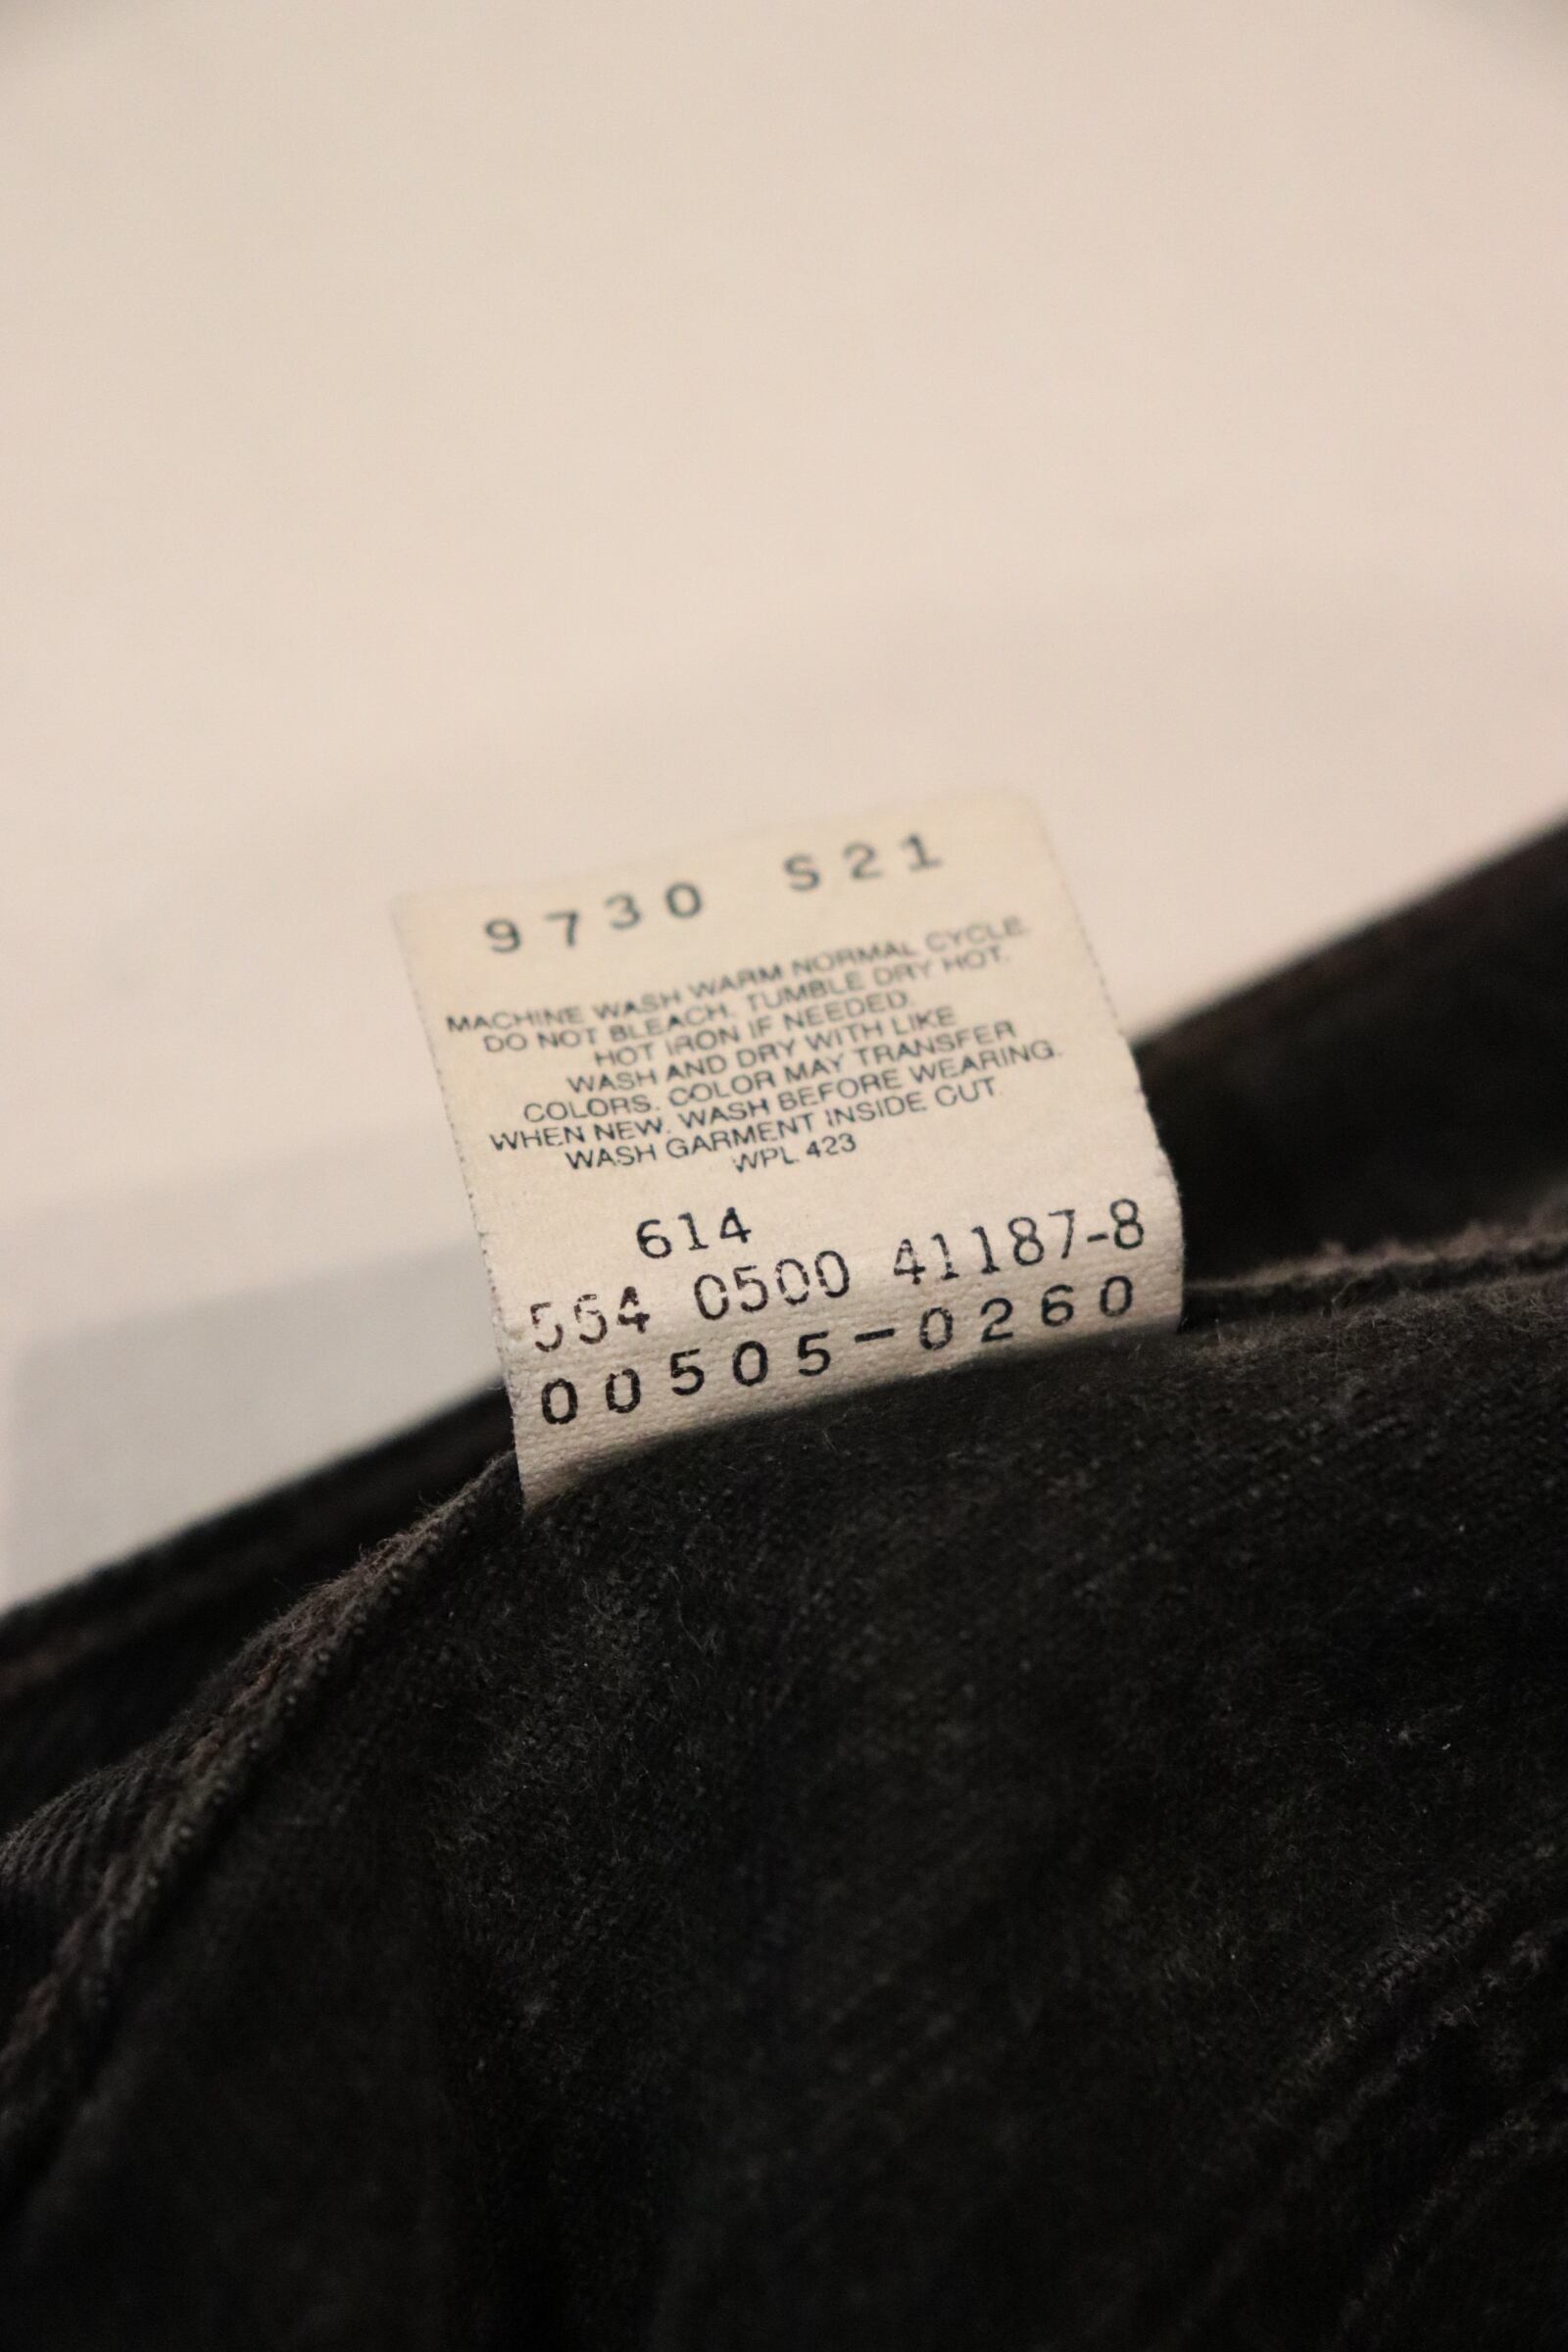 9730 S21
MACHINE WASH WARM NORMAL CYCLE.
DO NOT BLEACH. TUMBLE DRY HOT.
HOT IRON IF NEEDED.
WASH AND DRY WITH LIKE
COLORS. COLOR MAY TRANSFER
WHEN NEW. WASH BEFORE WEARING.
WASH GARMENT INSIDE OUT.
WPL 423
614
554 0500 41187-8
00505-0260